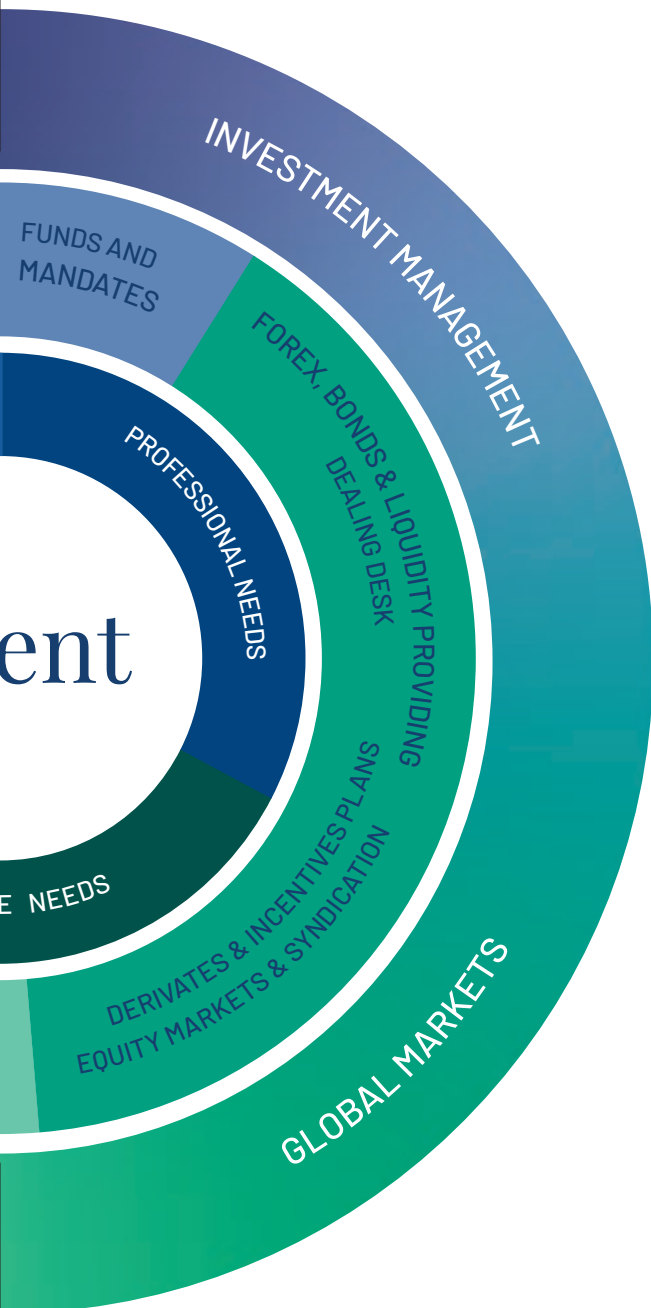 INVESTMENT MANAGEMENT
FUNDS AND
MANDATES
FOREX, BONDS & LIQUIDITY PROVIDING
DEALING DESK
PROFESSIONAL NEEDS
ent
DERIVATES & INCENTIVES PLANS
EQUITY MARKETS & SYNDICATION
E NEEDS
GLOBAL MARKETS